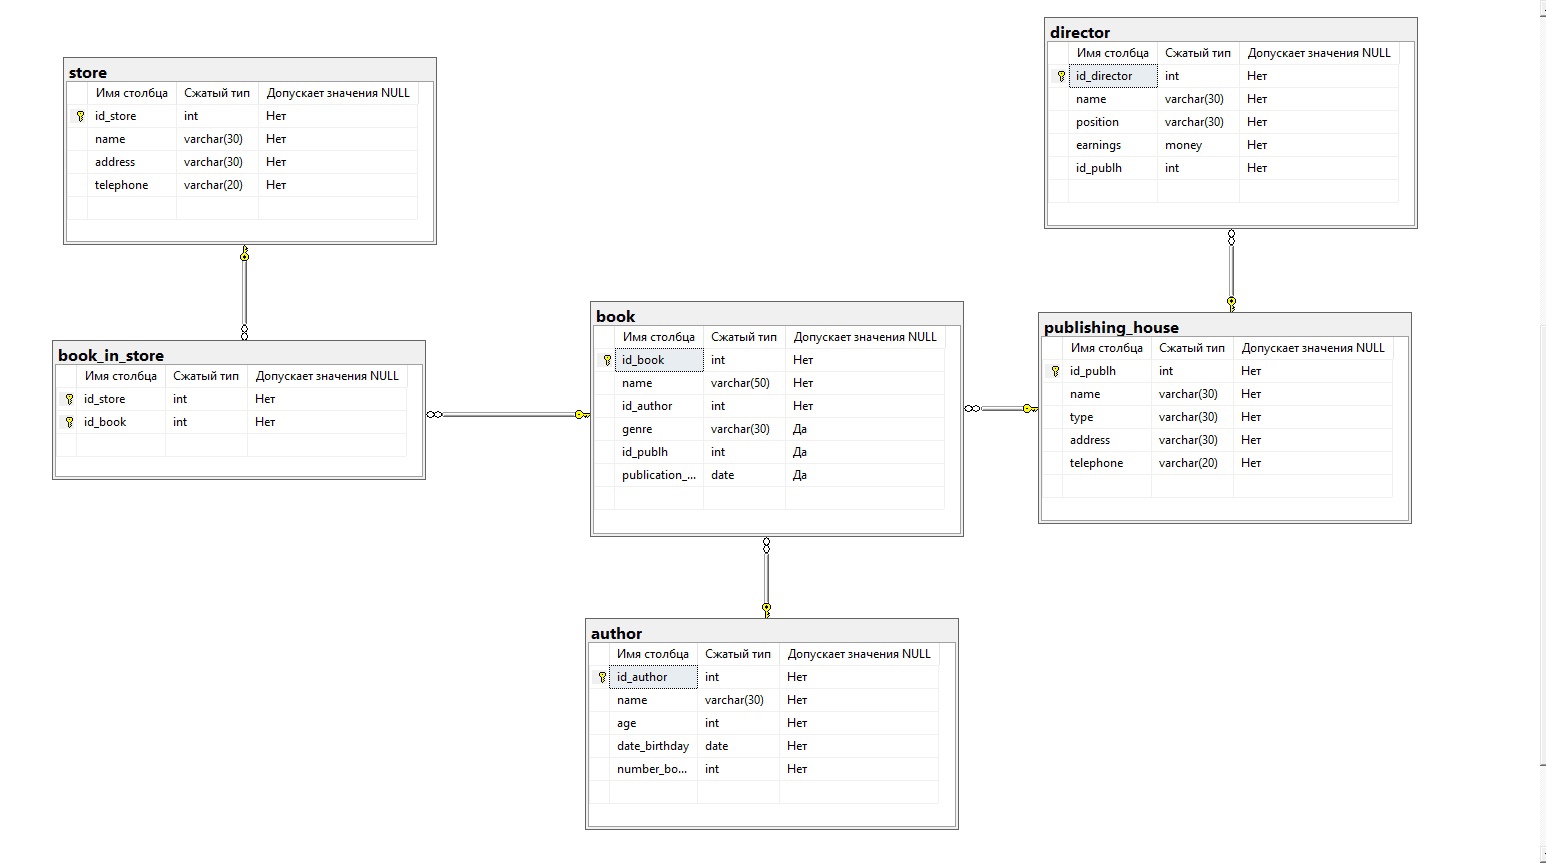 store
Имя столбца Сжатый тип Допускает значения NULL
id_store int Нет
name varchar(30) Нет
address varchar(30) Нет
telephone varchar(20) Нет
director
Имя столбца Сжатый тип Допускает значения NULL
id_director int Нет
name varchar(30) Нет
position varchar(30) Нет
earnings money Нет
id_publh int Нет
book_in_store
Имя столбца Сжатый тип Допускает значения NULL
id_store int Нет
id_book int Нет
book
Имя столбца Сжатый тип Допускает значения NULL
id_book int Нет
name varchar(50) Нет
id_author int Нет
genre varchar(30) Да
id_publh int Да
publication_... date Да
publishing_house
Имя столбца Сжатый тип Допускает значения NULL
id_publh int Нет
name varchar(30) Нет
type varchar(30) Нет
address varchar(30) Нет
telephone varchar(20) Нет
author
Имя столбца Сжатый тип Допускает значения NULL
id_author int Нет
name varchar(30) Нет
age int Нет
date_birthday date Нет
number_bo... int Нет